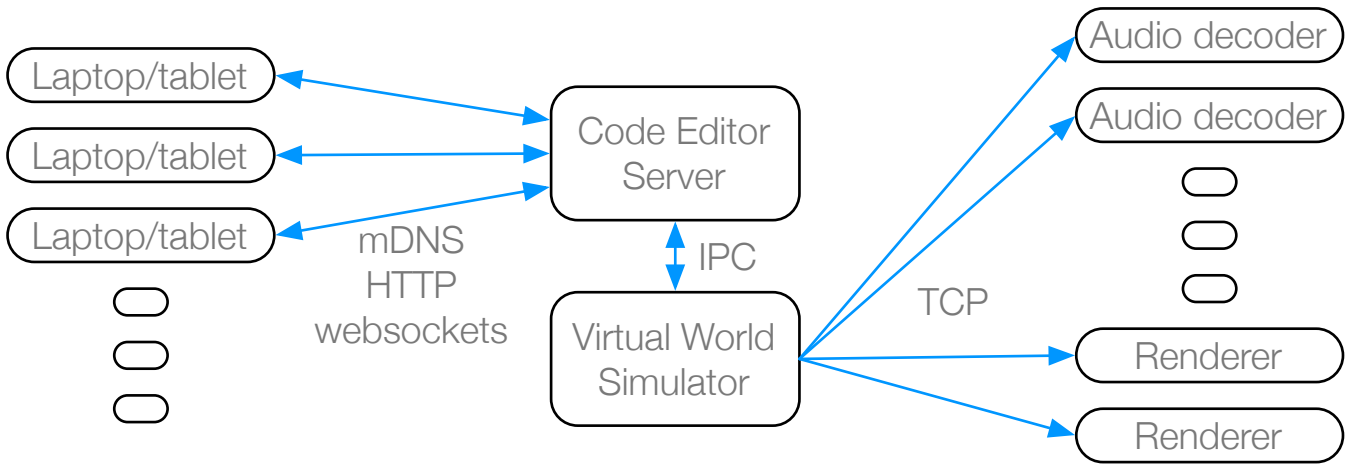 Laptop/tablet
Laptop/tablet
Laptop/tablet
mDNS
HTTP
websockets
Code Editor
Server
IPC
Virtual World
Simulator
TCP
Audio decoder
Audio decoder
Renderer
Renderer